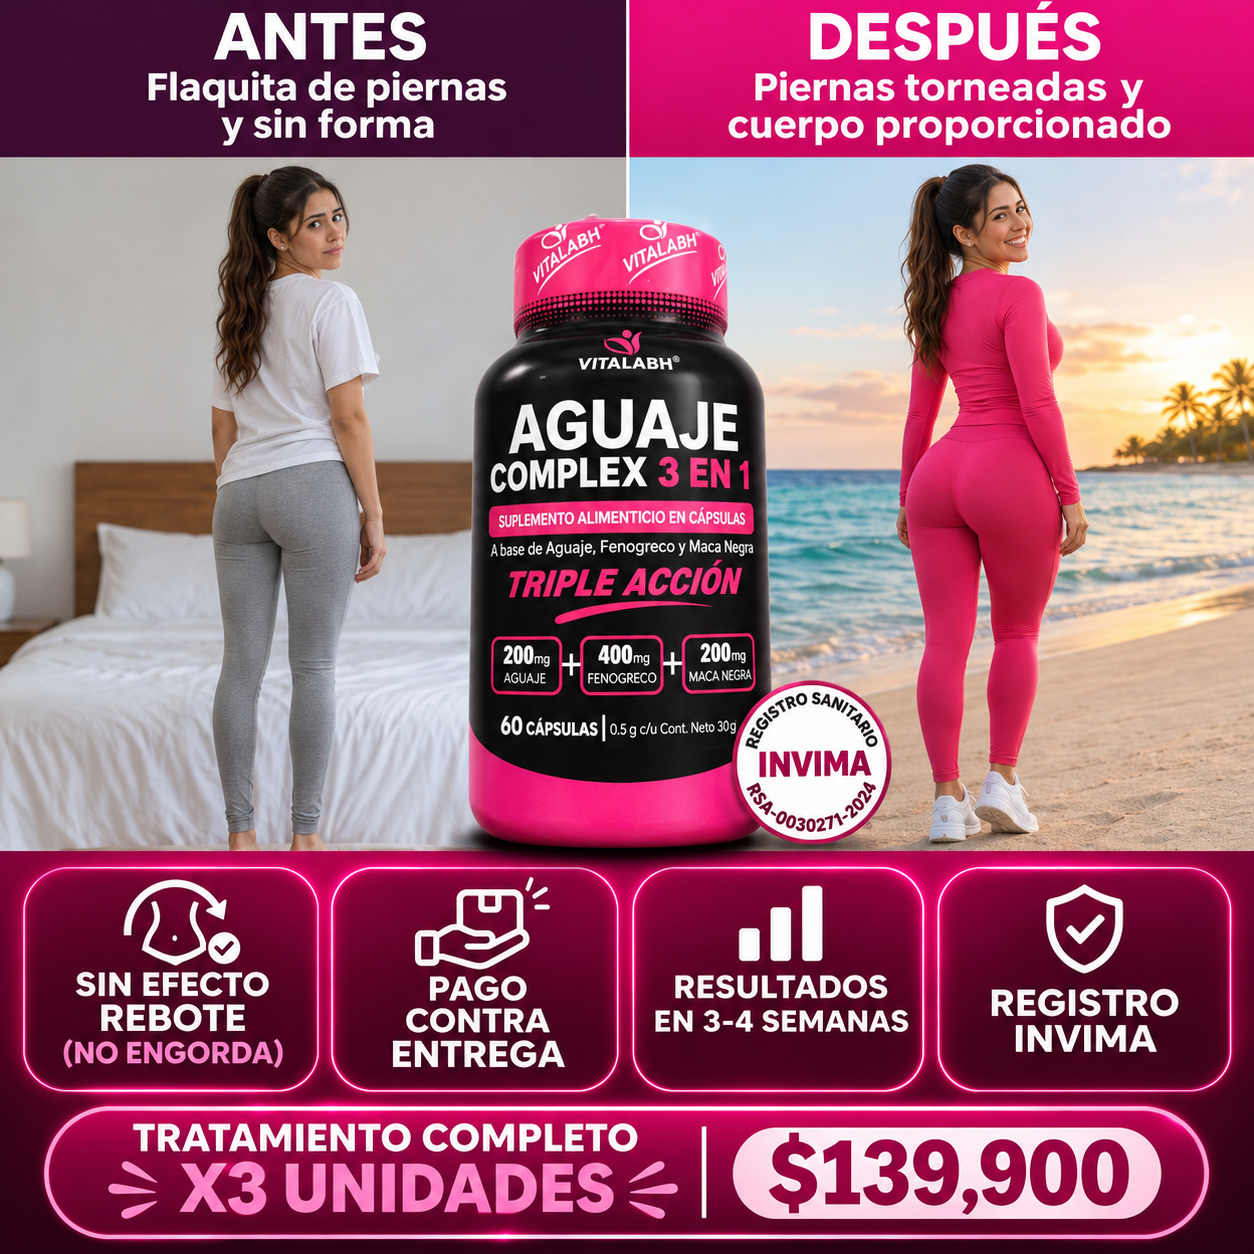 ANTES
Flaquita de piernas
y sin forma
DESPUÉS
Piernas torneadas y
cuerpo proporcionado
VITALABH
VITALABH
VITALABH
VITALABH®
AGUAJE
COMPLEX 3 EN 1
SUPLEMENTO ALIMENTICIO EN CÁPSULAS
A base de Aguaje, Fenogreco y Maca Negra
TRIPLE ACCIÓN
200mg
AGUAJE
+
400mg
FENOGRECO
+
200mg
MACA NEGRA
60 CÁPSULAS | 0.5 g c/u Cont. Neto 30g
REGISTRO SANITARIO
INVIMA
RSA-0030271-2024
SIN EFECTO
REBOTE
(NO ENGORDA)
PAGO
CONTRA
ENTREGA
RESULTADOS
EN 3-4 SEMANAS
REGISTRO
INVIMA
TRATAMIENTO COMPLETO
X3 UNIDADES
$139,900